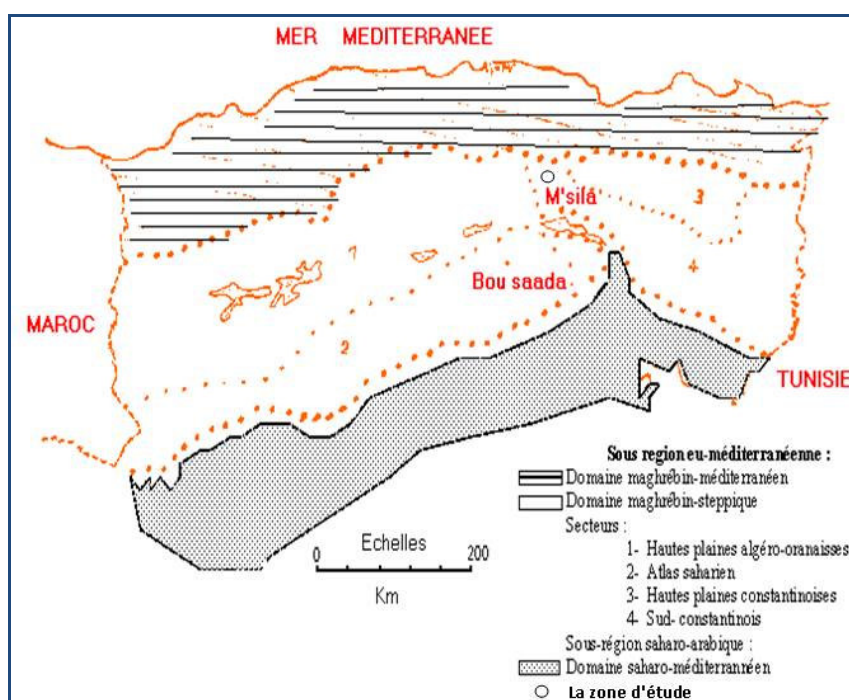 MER MEDITERRANEE
M'silá
3
1
4
Bou saada
MAROC
2
TUNISIE
Sous region eu-méditerranéenne :
Domaine maghrébin-méditerranéen
Domaine maghrébin-steppique
Secteurs :
1- Hautes plaines algéro-oranaisses
2- Atlas saharien
3- Hautes plaines constantinoises
4- Sud- constantinois
Sous-région saharo-arabique :
Domaine saharo-méditerrannéen
La zone d'étude
Echelles
0 200
Km